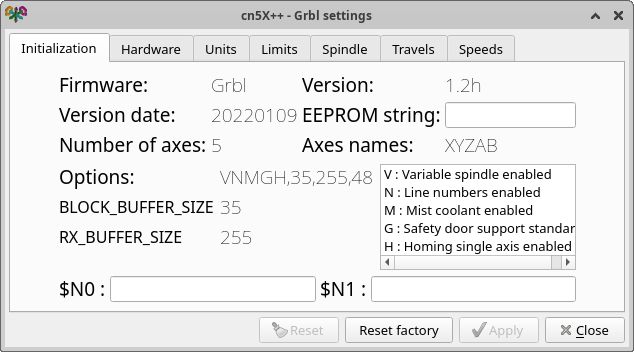 cn5X++ - Grbl settings
Initialization Hardware Units Limits Spindle Travels Speeds
Firmware: Grbl Version: 1.2h
Version date: 20220109 EEPROM string:
Number of axes: 5 Axes names: XYZAB
Options: VNMGH,35,255,48
V : Variable spindle enabled
N : Line numbers enabled
M : Mist coolant enabled
G : Safety door support standar
H : Homing single axis enabled
BLOCK_BUFFER_SIZE 35
RX_BUFFER_SIZE 255
$N0 : $N1 :
Reset Reset factory Apply Close